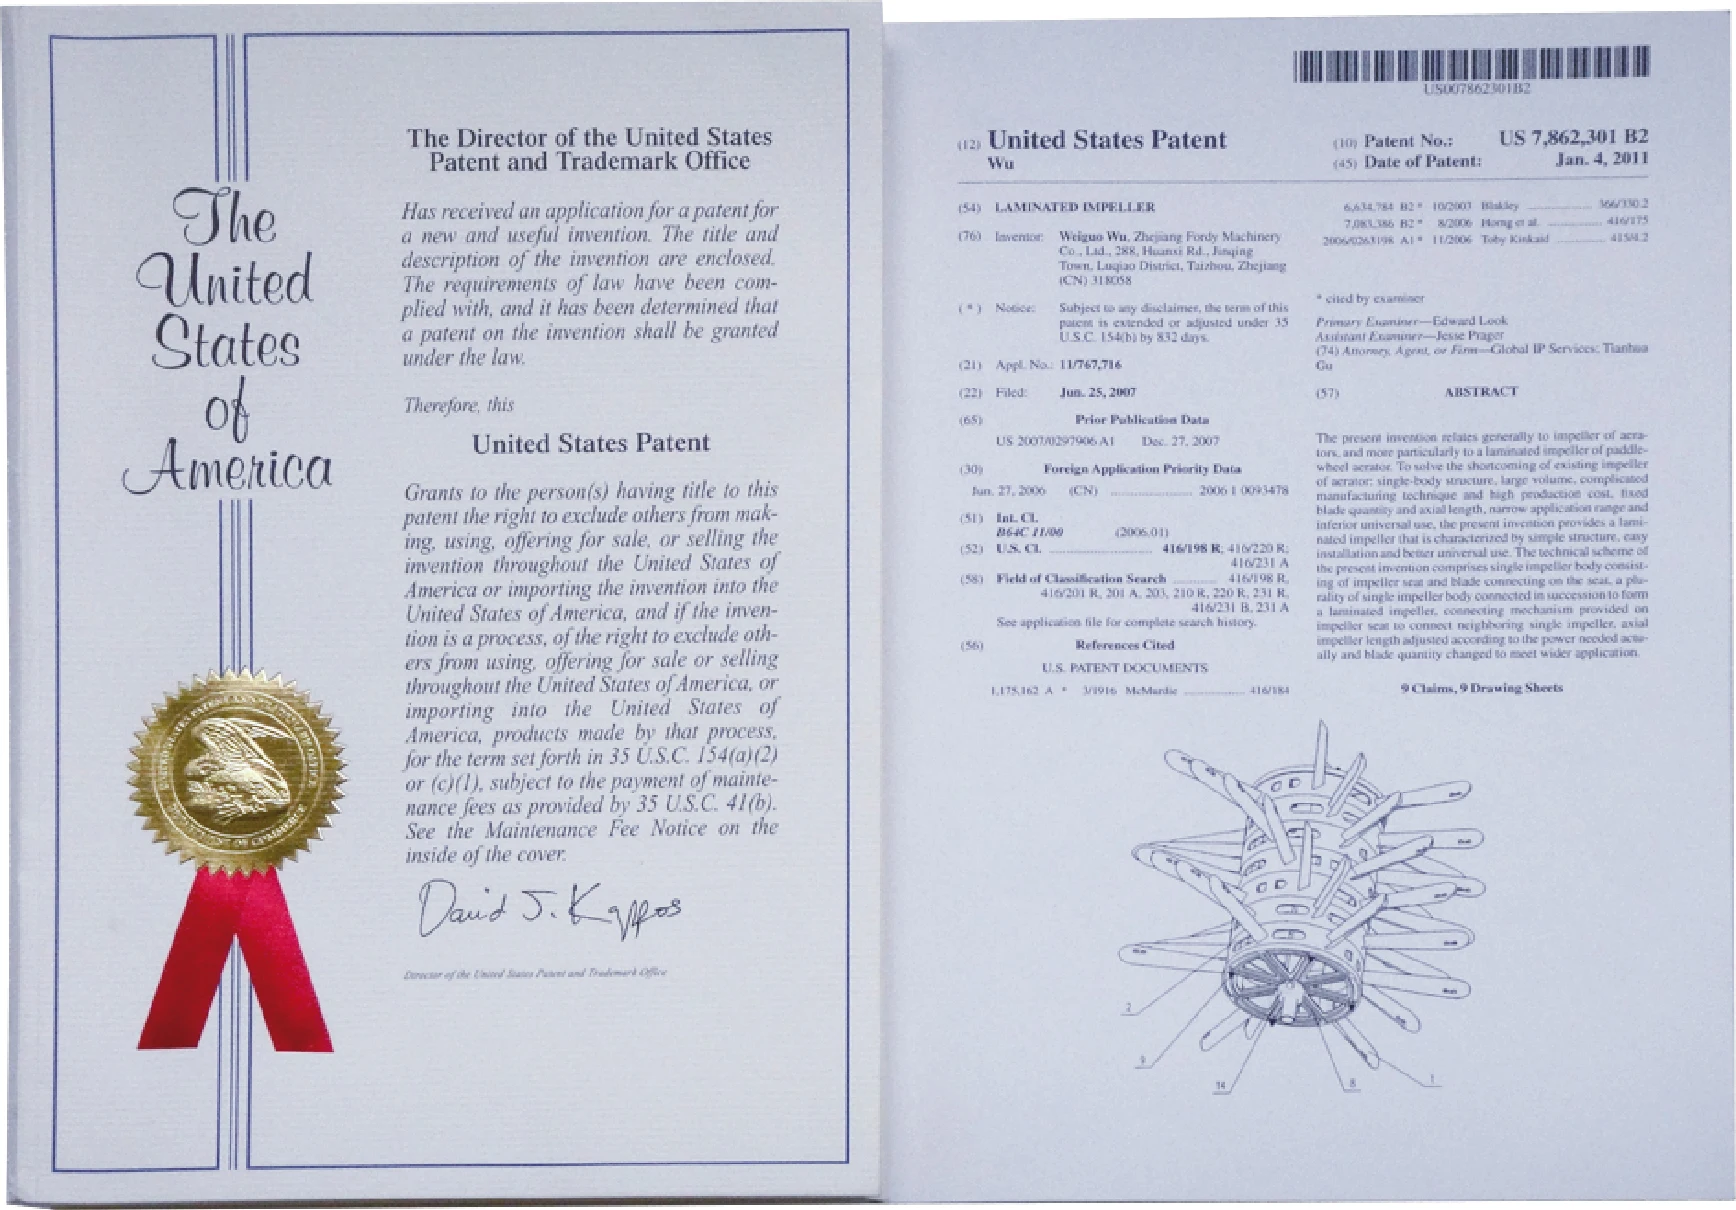 The
United
States
of
America
The Director of the United States
Patent and Trademark Office
Has received an application for a patent for
a new and useful invention. The title and
description of the invention are enclosed.
The requirements of law have been com-
plied with, and it has been determined that
a patent on the invention shall be granted
under the law.
Therefore, this
United States Patent
Grants to the person(s) having title to this
patent the right to exclude others from mak-
ing, using, offering for sale, or selling the
invention throughout the United States of
America or importing the invention into the
United States of America, and if the inven-
tion is a process, of the right to exclude oth-
ers from using, offering for sale or selling
throughout the United States of America, or
importing into the United States of
America, products made by that process,
for the term set forth in 35 U.S.C. 154(a)(2)
or (c)(1), subject to the payment of mainte-
nance fees as provided by 35 U.S.C. 41(b).
See the Maintenance Fee Notice on the
inside of the cover.
David J. Kappos
Director of the United States Patent and Trademark Office
US007862301B2
(12) United States Patent
Wu
(10) Patent No.: US 7,862,301 B2
(45) Date of Patent: Jan. 4, 2011
(54) LAMINATED IMPELLER
(76) Inventor: Weiguo Wu, Zhejiang Fordy Machinery
Co., Ltd., 288, Huanxi Rd., Jinqing
Town, Luqiao District, Taizhou, Zhejiang
(CN) 318058
( * ) Notice: Subject to any disclaimer, the term of this
patent is extended or adjusted under 35
U.S.C. 154(b) by 832 days.
(21) Appl. No.: 11/767,716
(22) Filed: Jun. 25, 2007
(65) Prior Publication Data
US 2007/0297906 A1 Dec. 27, 2007
(30) Foreign Application Priority Data
Jun. 27, 2006 (CN) .................... 2006 1 0093478
(51) Int. Cl.
B64C 11/00 (2006.01)
(52) U.S. Cl. .................... 416/198 R; 416/220 R;
416/231 A
(58) Field of Classification Search .......... 416/198 R,
416/201 R, 201 A, 203, 210 R, 220 R, 231 R,
416/231 B, 231 A
See application file for complete search history.
(56) References Cited
U.S. PATENT DOCUMENTS
1,175,162 A * 3/1916 McMurdie .................... 416/184
6,634,784 B2 * 10/2003 Blakley .................... 366/330.2
7,083,386 B2 * 8/2006 Horng et al. .................... 416/175
2006/0263198 A1 * 11/2006 Toby Kinkaid .......... 415/4.2
* cited by examiner
Primary Examiner—Edward Look
Assistant Examiner—Jesse Prager
(74) Attorney, Agent, or Firm—Global IP Services; Tianhua
Gu
(57) ABSTRACT
The present invention relates generally to impeller of aera-
tors, and more particularly to a laminated impeller of paddle-
wheel aerator. To solve the shortcoming of existing impeller
of aerator: single-body structure, large volume, complicated
manufacturing technique and high production cost, fixed
blade quantity and axial length, narrow application range and
inferior universal use, the present invention provides a lami-
nated impeller that is characterized by simple structure, easy
installation and better universal use. The technical scheme of
the present invention comprises single impeller body consist-
ing of impeller seat and blade connecting on the seat, a plu-
rality of single impeller body connected in succession to form
a laminated impeller, connecting mechanism provided on
impeller seat to connect neighboring single impeller, axial
impeller length adjusted according to the power needed actu-
ally and blade quantity changed to meet wider application.
9 Claims, 9 Drawing Sheets
2
9
14
8
1